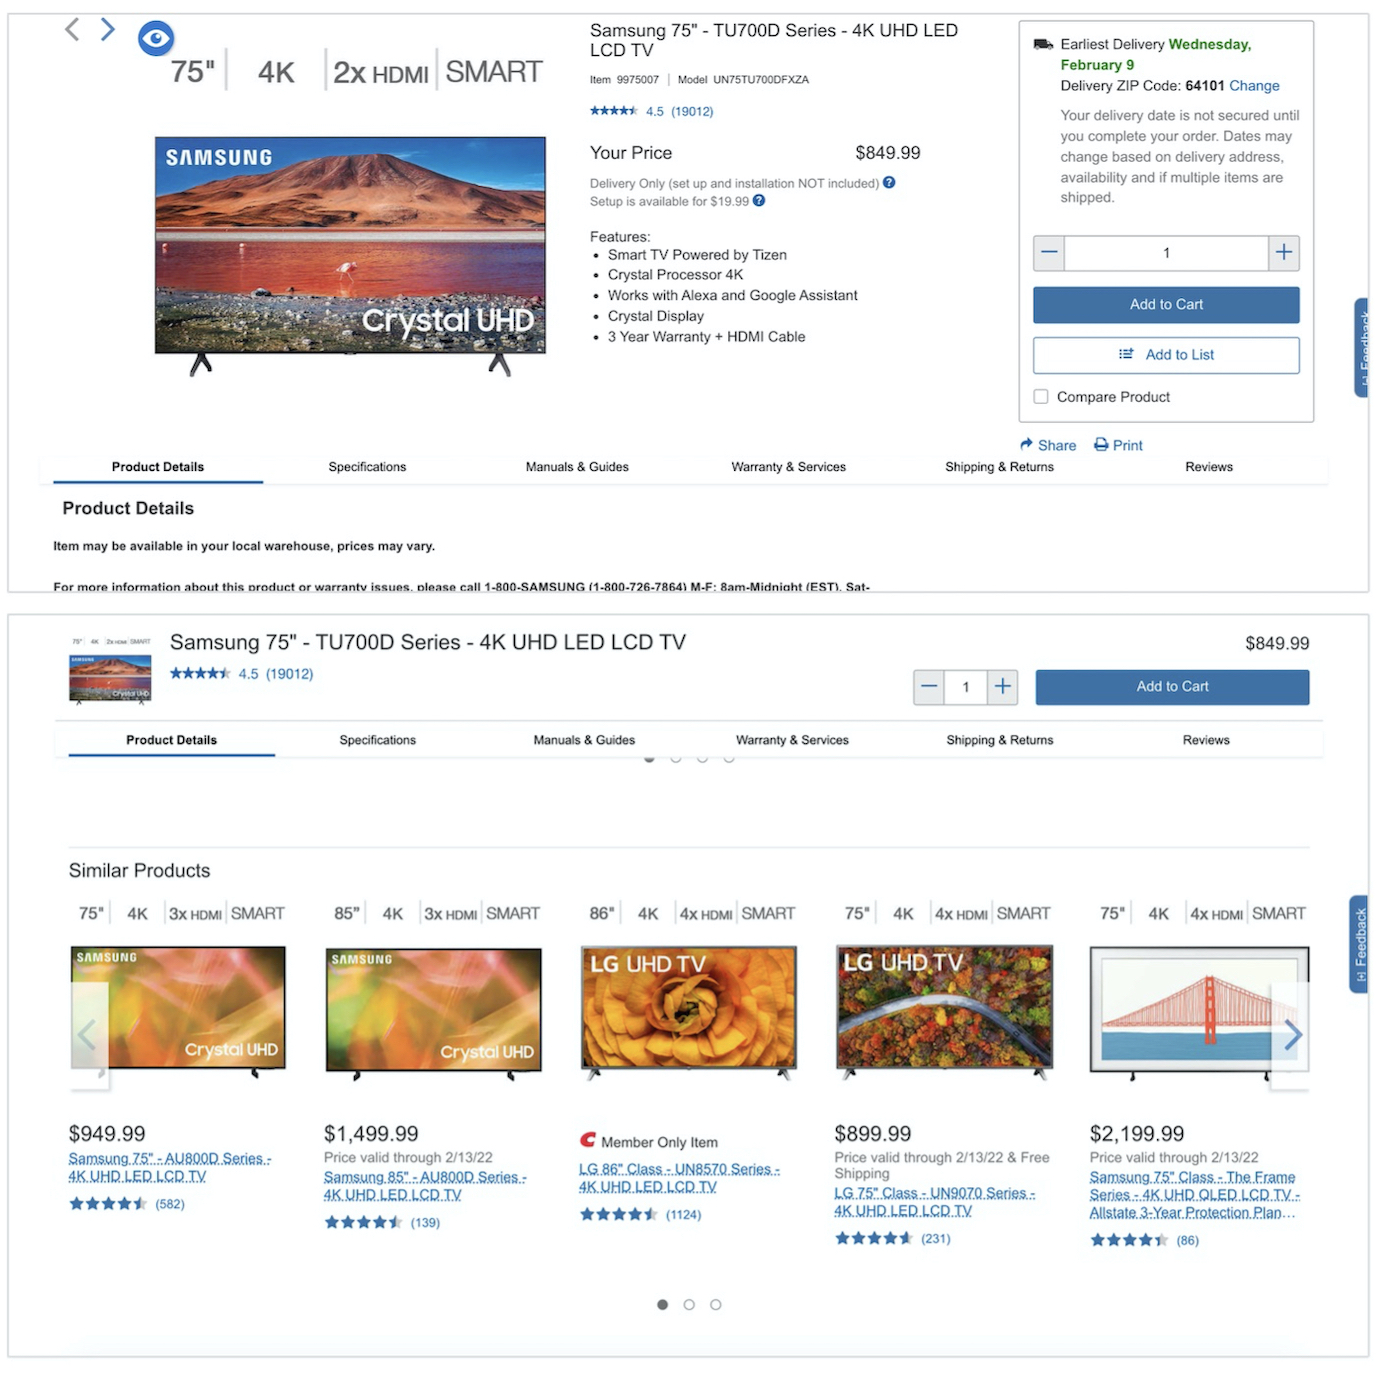 75" 4K 2x HDMI SMART
SAMSUNG
Crystal UHD
Samsung 75" - TU700D Series - 4K UHD LED
LCD TV
Item 9975007 | Model UN75TU700DFXZA
4.5 (19012)
Your Price $849.99
Delivery Only (set up and installation NOT included) ?
Setup is available for $19.99 ?
Features:
• Smart TV Powered by Tizen
• Crystal Processor 4K
• Works with Alexa and Google Assistant
• Crystal Display
• 3 Year Warranty + HDMI Cable
Earliest Delivery Wednesday,
February 9
Delivery ZIP Code: 64101 Change
Your delivery date is not secured until
you complete your order. Dates may
change based on delivery address,
availability and if multiple items are
shipped.
1
Add to Cart
Add to List
Compare Product
Share Print
[+] Feedback
Product Details Specifications Manuals & Guides Warranty & Services Shipping & Returns Reviews
Product Details
Item may be available in your local warehouse, prices may vary.
For more information about this product or warranty issues, please call 1-800-SAMSUNG (1-800-726-7864) M-F: 8am-Midnight (EST), Sat-
75" 4K 2x HDMI SMART
SAMSUNG
Crystal UHD
Samsung 75" - TU700D Series - 4K UHD LED LCD TV
4.5 (19012)
$849.99
1
Add to Cart
Product Details Specifications Manuals & Guides Warranty & Services Shipping & Returns Reviews
Similar Products
75" 4K 3x HDMI SMART
SAMSUNG
Crystal UHD
$949.99
Samsung 75" - AU800D Series -
4K UHD LED LCD TV
(582)
85" 4K 3x HDMI SMART
SAMSUNG
Crystal UHD
$1,499.99
Price valid through 2/13/22
Samsung 85" - AU800D Series -
4K UHD LED LCD TV
(139)
86" 4K 4x HDMI SMART
LG UHD TV
Member Only Item
LG 86" Class - UN8570 Series -
4K UHD LED LCD TV
(1124)
75" 4K 4x HDMI SMART
LG UHD TV
$899.99
Price valid through 2/13/22 & Free
Shipping
LG 75" Class - UN9070 Series -
4K UHD LED LCD TV
(231)
75" 4K 4x HDMI SMART
$2,199.99
Price valid through 2/13/22
Samsung 75" Class - The Frame
Series - 4K UHD QLED LCD TV -
Allstate 3-Year Protection Plan...
(86)
[+] Feedback